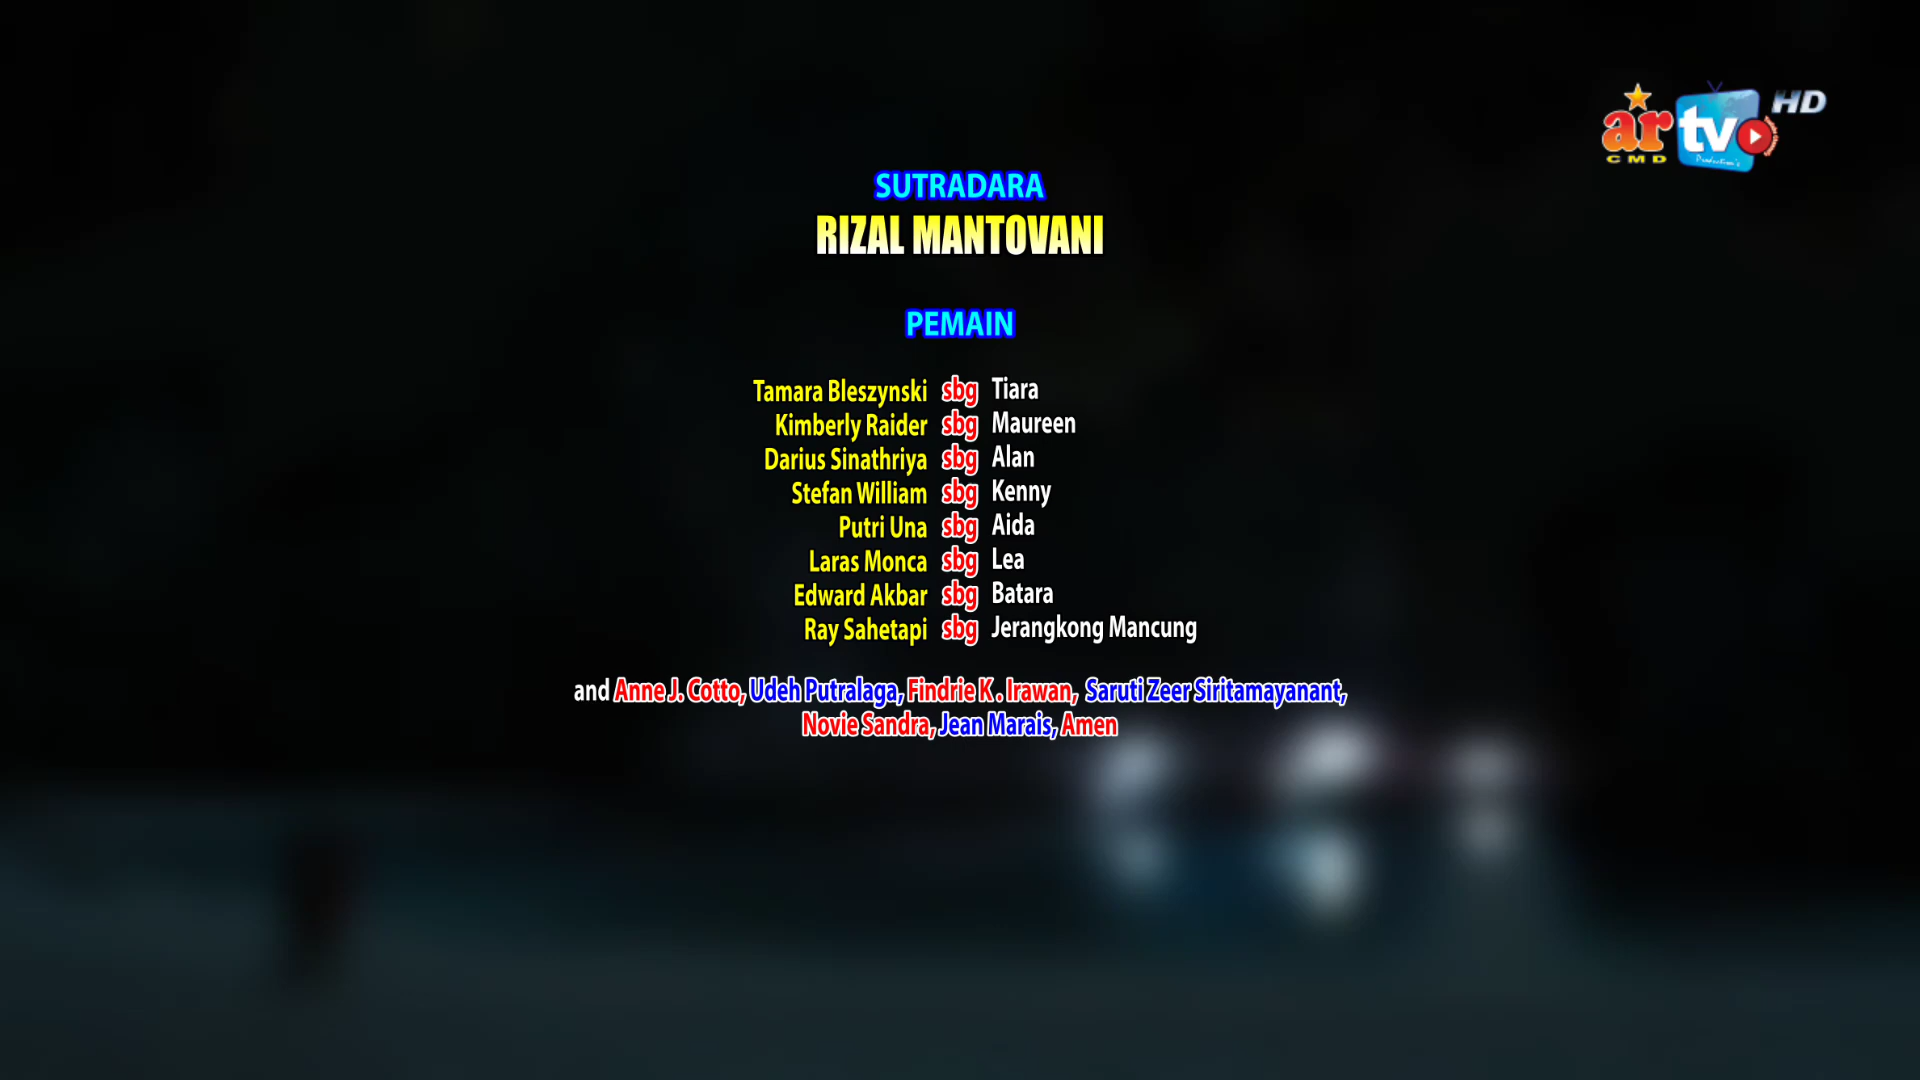 ar tv HD
CMD
SUTRADARA
RIZAL MANTOVANI
PEMAIN
Tamara Bleszynski sbg Tiara
Kimberly Raider sbg Maureen
Darius Sinathriya sbg Alan
Stefan William sbg Kenny
Putri Una sbg Aida
Laras Monca sbg Lea
Edward Akbar sbg Batara
Ray Sahetapi sbg Jerangkong Mancung
and Anne J. Cotto, Udeh Putralaga, Findrie K . Irawan, Saruti Zeer Siritamayanant,
Novie Sandra, Jean Marais, Amen